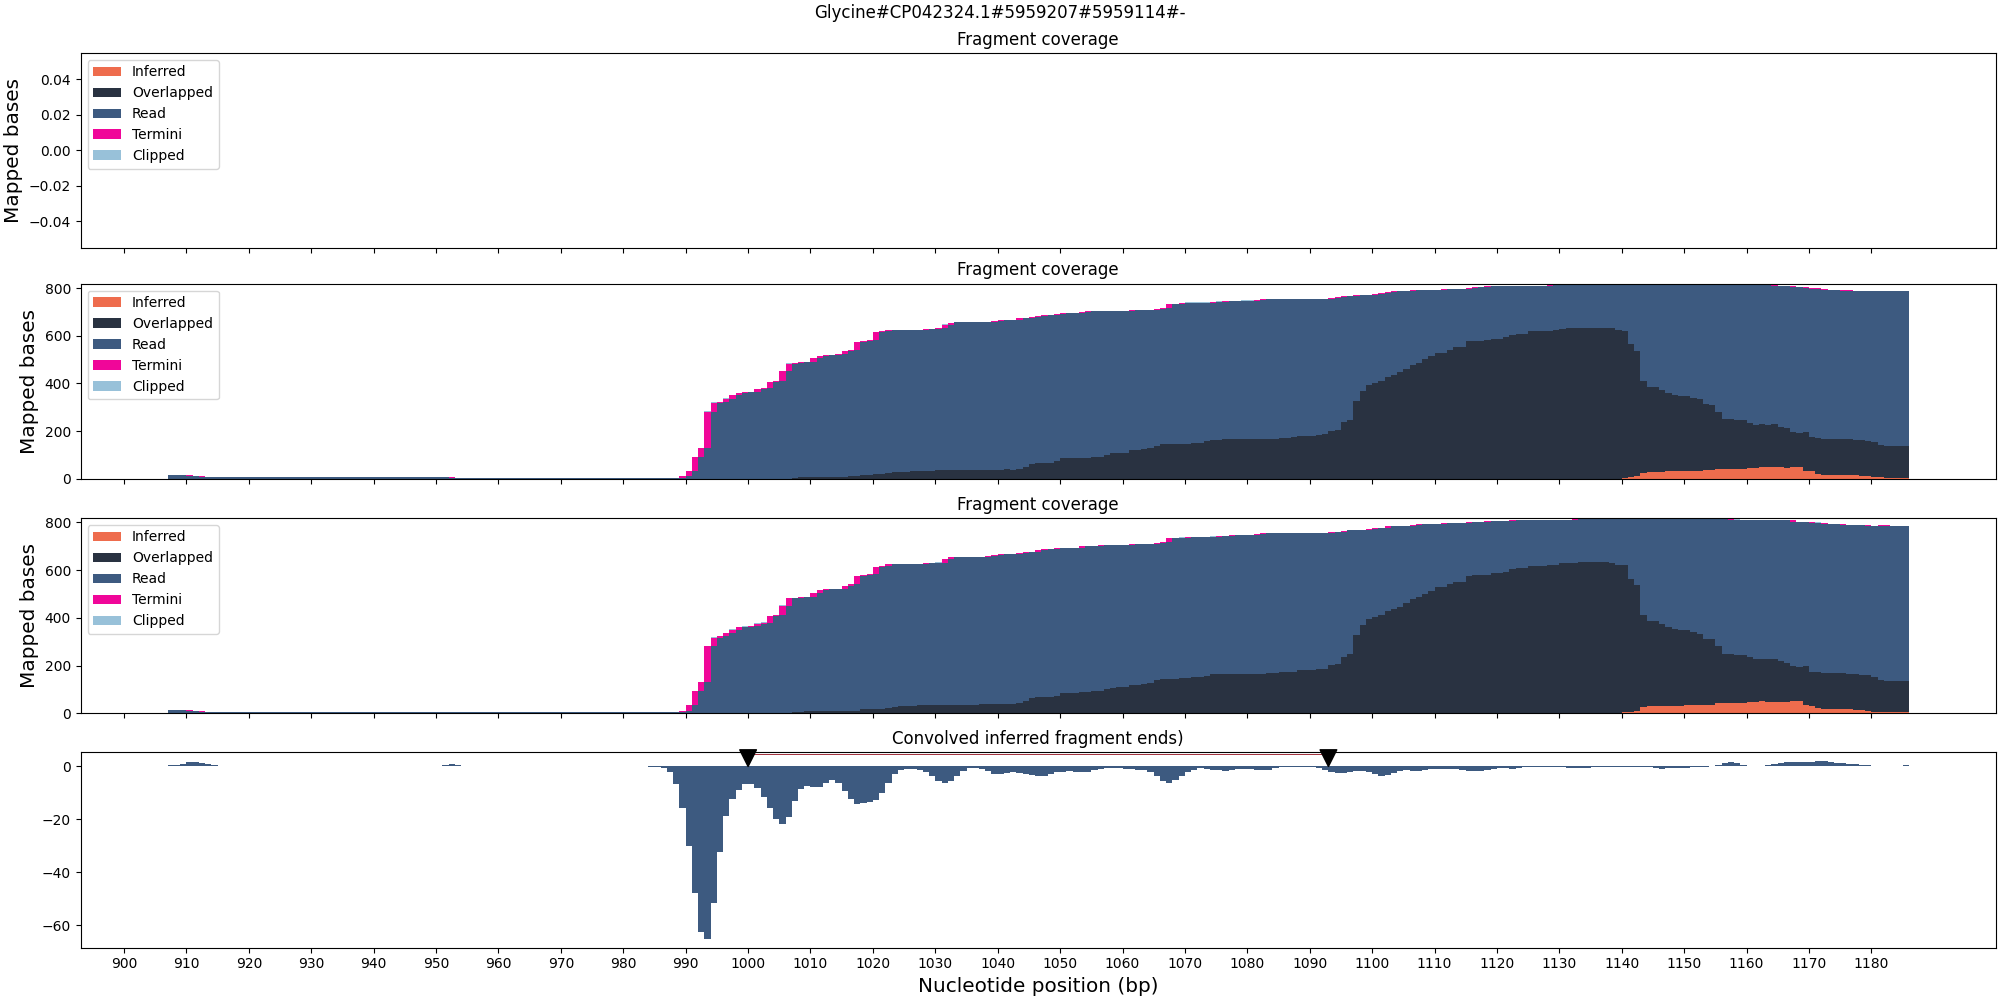 Glycine#CP042324.1#5959207#5959114#-
Fragment coverage
Mapped bases
0.04
0.02
0.00
−0.02
−0.04
Inferred
Overlapped
Read
Termini
Clipped
Fragment coverage
Mapped bases
800
600
400
200
0
Inferred
Overlapped
Read
Termini
Clipped
Fragment coverage
Mapped bases
800
600
400
200
0
Inferred
Overlapped
Read
Termini
Clipped
Convolved inferred fragment ends)
0
−20
−40
−60
900 910 920 930 940 950 960 970 980 990 1000 1010 1020 1030 1040 1050 1060 1070 1080 1090 1100 1110 1120 1130 1140 1150 1160 1170 1180
Nucleotide position (bp)